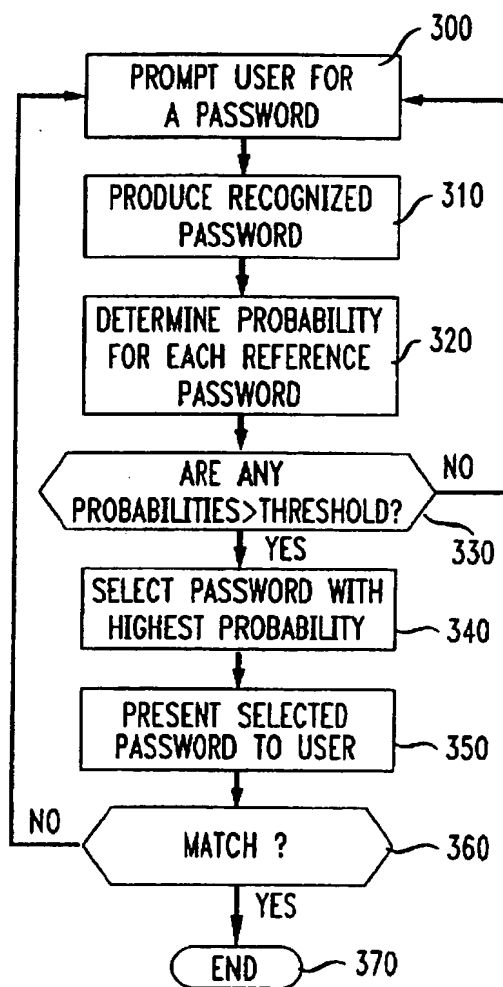 300
PROMPT USER FOR
A PASSWORD
PRODUCE RECOGNIZED
PASSWORD
310
DETERMINE PROBABILITY
FOR EACH REFERENCE
PASSWORD
320
ARE ANY
PROBABILITIES>THRESHOLD?
NO
330
YES
SELECT PASSWORD WITH
HIGHEST PROBABILITY
340
PRESENT SELECTED
PASSWORD TO USER
350
NO
MATCH ?
360
YES
END
370